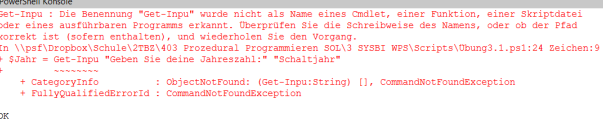 PowerShell Konsole
Get-Inpu : Die Benennung "Get-Inpu" wurde nicht als Name eines Cmdlet, einer Funktion, einer Skriptdatei
oder eines ausführbaren Programms erkannt. Überprüfen Sie die Schreibweise des Namens, oder ob der Pfad
korrekt ist (sofern enthalten), und wiederholen Sie den Vorgang.
In \\psf\Dropbox\Schule\2TBZ\403 Prozedural Programmieren SOL\3 SYSBI WPS\Scripts\Übung3.1.ps1:24 Zeichen:9
+ $Jahr = Get-Inpu "Geben Sie deine Jahreszahl:" "Schaltjahr"
+         ~~~~~~~~
    + CategoryInfo          : ObjectNotFound: (Get-Inpu:String) [], CommandNotFoundException
    + FullyQualifiedErrorId : CommandNotFoundException
OK